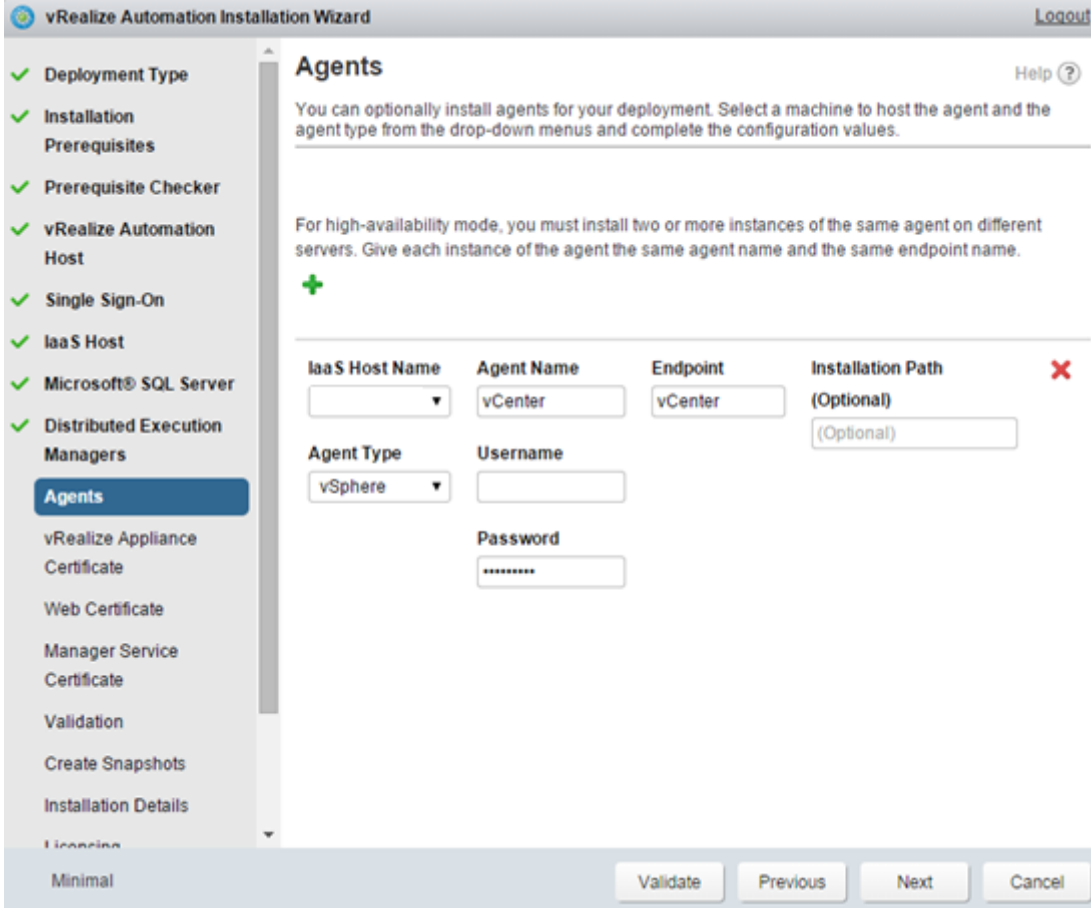 vRealize Automation Installation Wizard
Logout
Deployment Type
Installation
Prerequisites
Prerequisite Checker
vRealize Automation
Host
Single Sign-On
IaaS Host
Microsoft® SQL Server
Distributed Execution
Managers
Agents
vRealize Appliance
Certificate
Web Certificate
Manager Service
Certificate
Validation
Create Snapshots
Installation Details
Licensing
Agents
Help ?
You can optionally install agents for your deployment. Select a machine to host the agent and the
agent type from the drop-down menus and complete the configuration values.
For high-availability mode, you must install two or more instances of the same agent on different
servers. Give each instance of the agent the same agent name and the same endpoint name.
IaaS Host Name
Agent Name
Endpoint
Installation Path
(Optional)
vCenter
vCenter
(Optional)
Agent Type
Username
vSphere
Password
•••••••••
Minimal
Validate
Previous
Next
Cancel